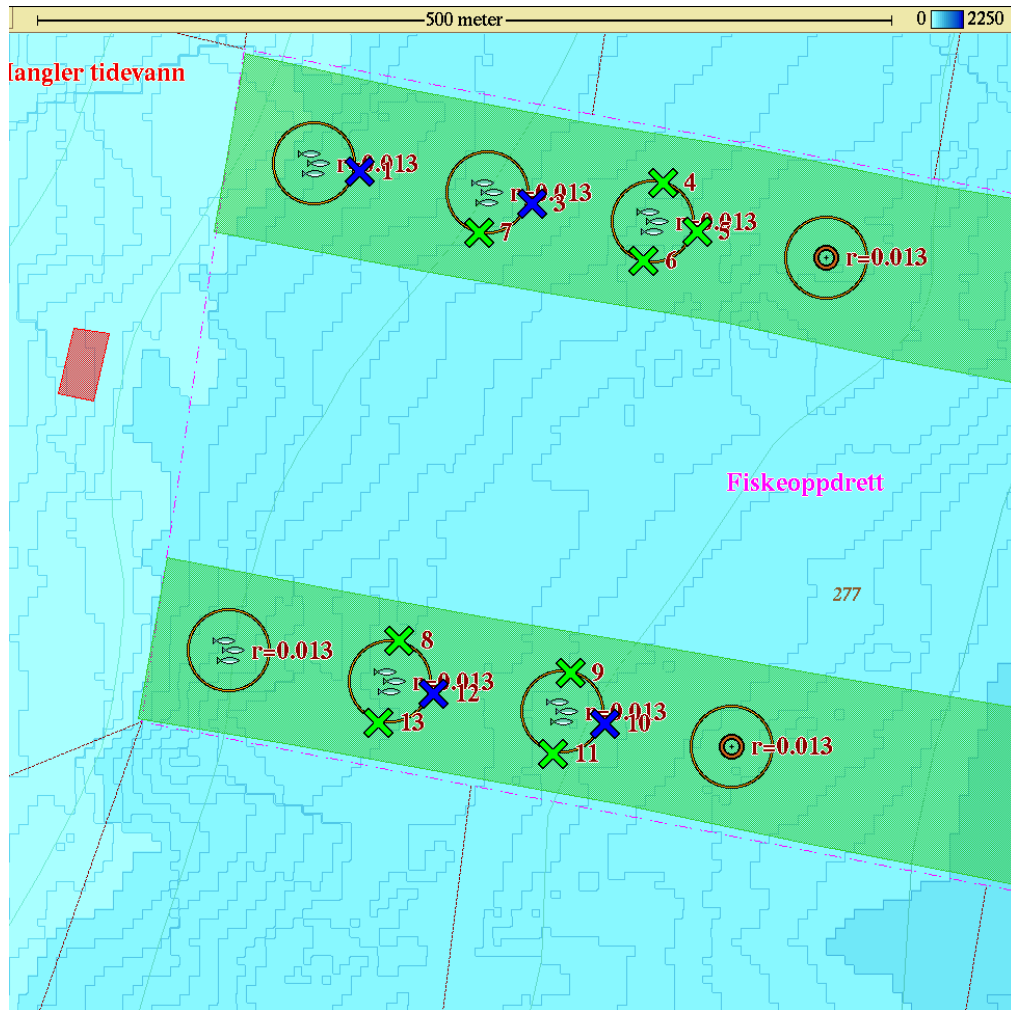 500 meter
0 2250
Mangler tidevann
r=0.013 1
r=0.013 3
7
4
r=0.013 5
6
r=0.013
Fiskeoppdrett
277
r=0.013
8
r=0.013 12
13
9
r=0.013 10
11
r=0.013